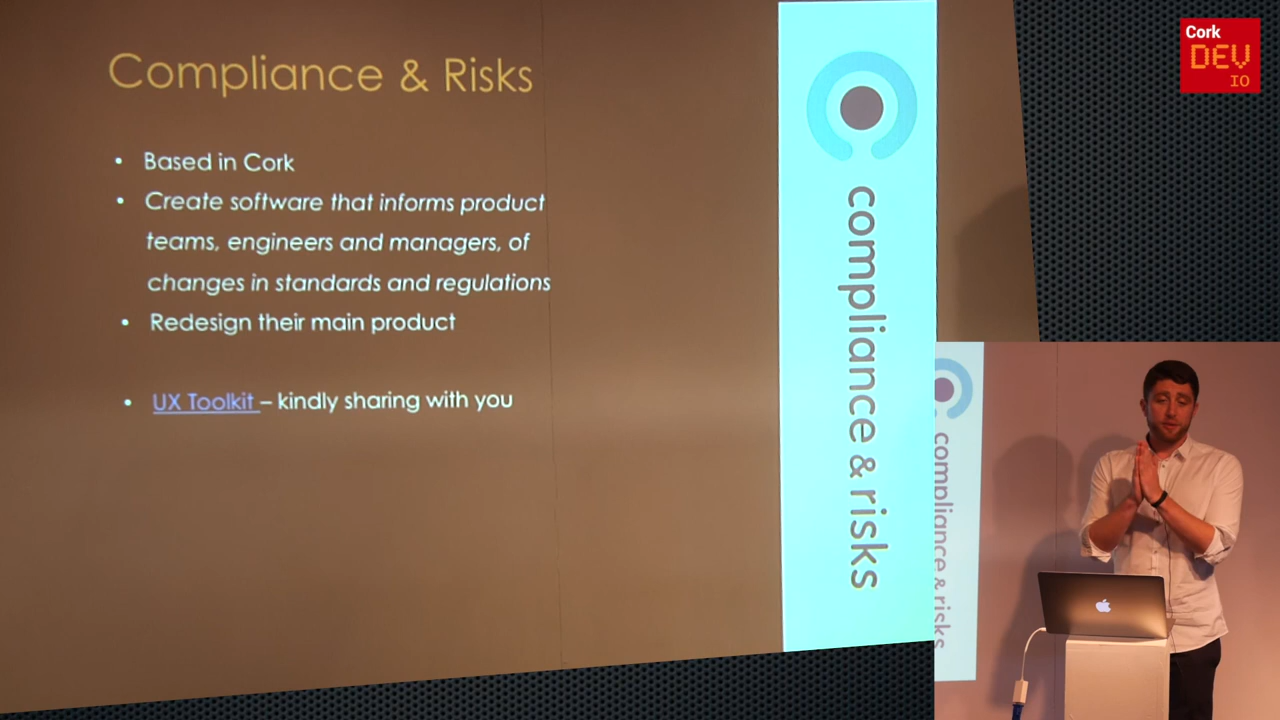 Compliance & Risks
• Based in Cork
• Create software that informs product
teams, engineers and managers, of
changes in standards and regulations
• Redesign their main product
• UX Toolkit – kindly sharing with you
compliance & risks
Cork
DEV
IO
compliance & risks